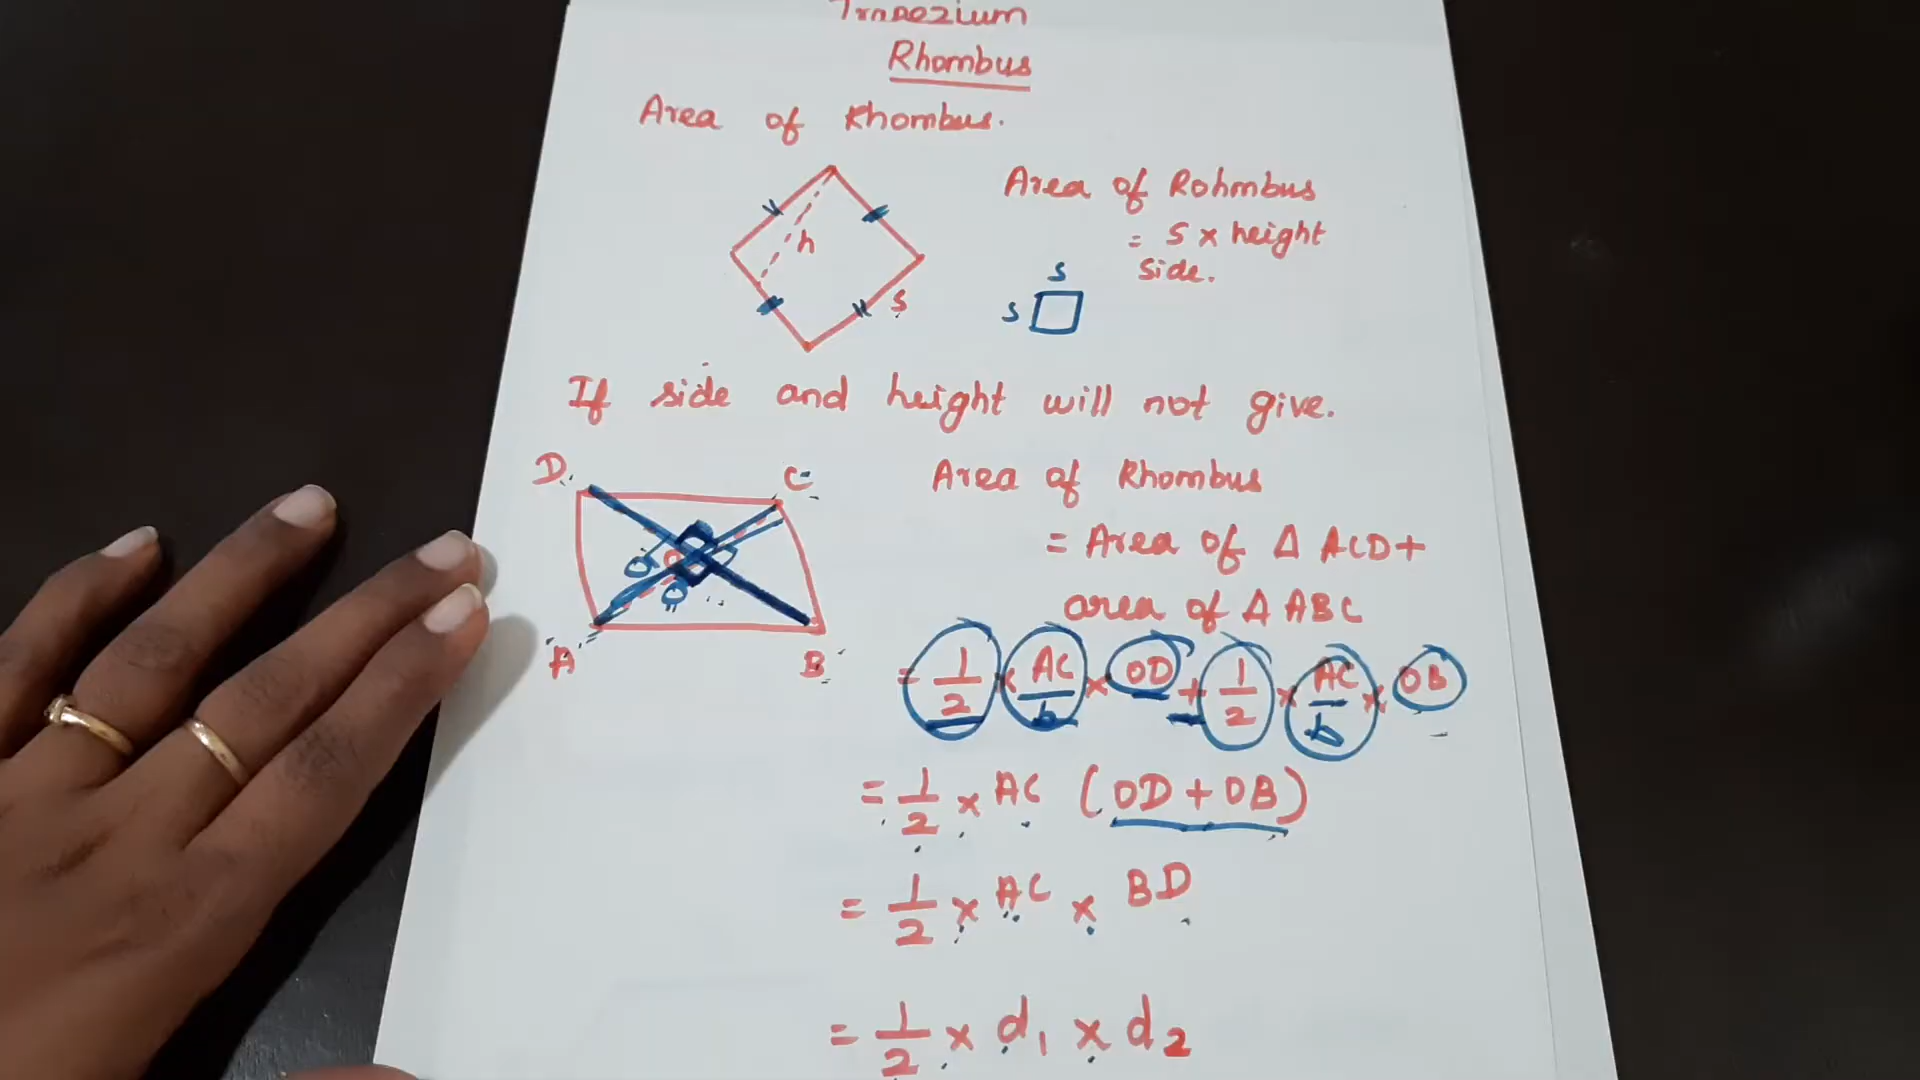 Trapezium
Rhombus
Area of Rhombus.
h
s
Area of Rohmbus
= S x height
side.
s
s
If side and height will not give.
D
C
A
B
O
Area of Rhombus
= Area of Δ ACD +
area of Δ ABC
= 1/2 x AC/b x OD + 1/2 x AC/b x OB
= 1/2 x AC (OD + OB)
= 1/2 x AC x BD
= 1/2 x d1 x d2